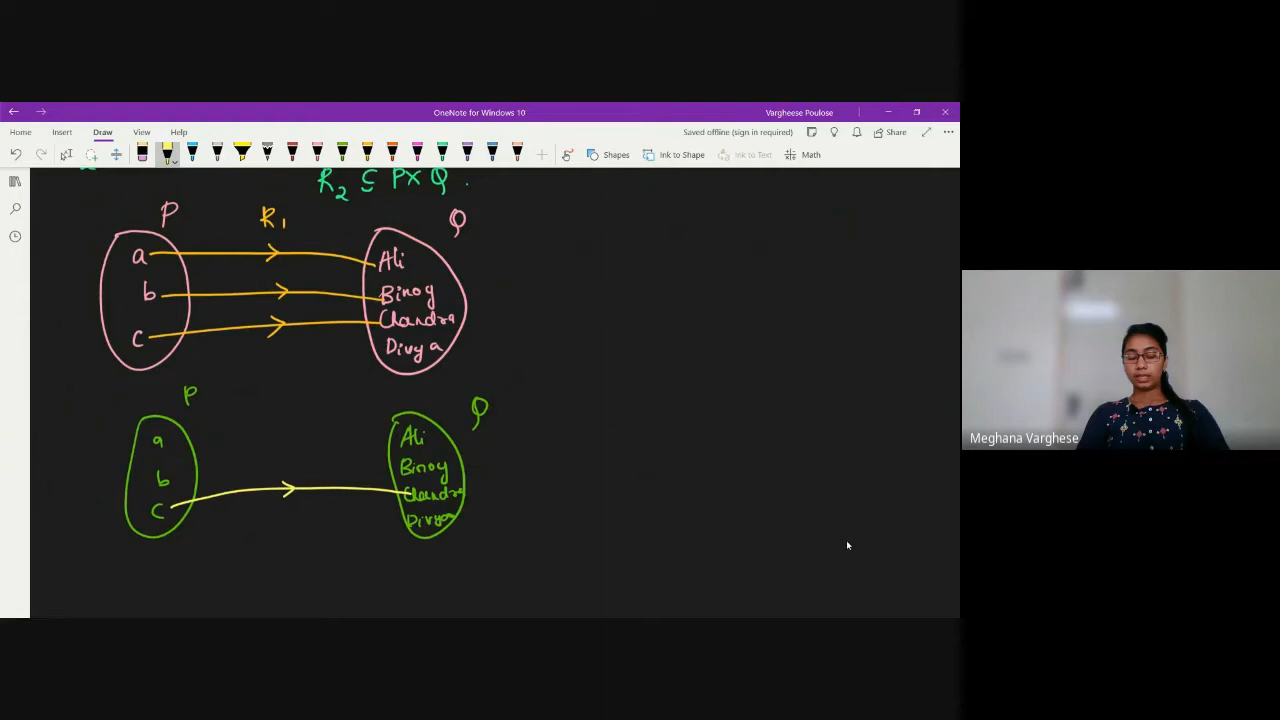 OneNote for Windows 10
Vargheese Poulose
Home Insert Draw View Help
Saved offline (sign in required) Share
Shapes Ink to Shape Ink to Text Math
R₂ ⊆ P×Q.
P R₁ Q
a Ali
b Binoy
c Chandra
Divya
P Q
a Ali
b Binoy
c Chandra
Divya
Meghana Varghese